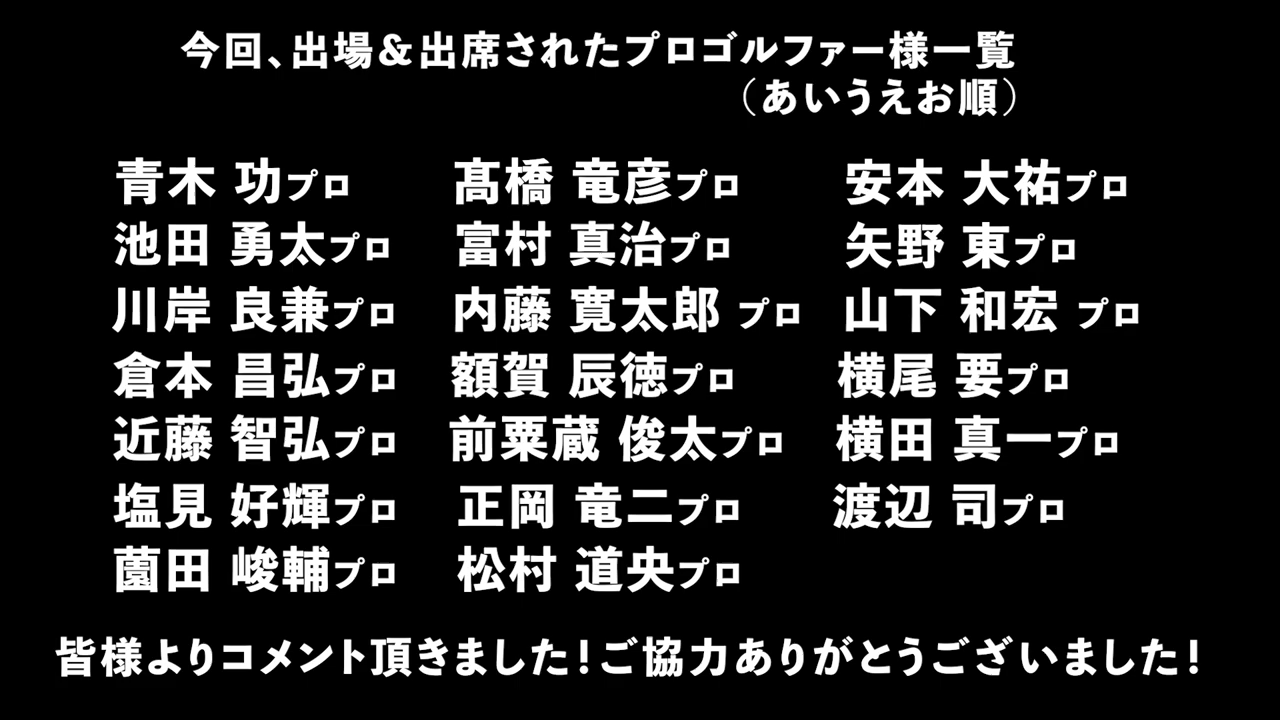 今回、出場＆出席されたプロゴルファー様一覧
（あいうえお順）
青木 功プロ
池田 勇太プロ
川岸 良兼プロ
倉本 昌弘プロ
近藤 智弘プロ
塩見 好輝プロ
薗田 峻輔プロ
髙橋 竜彦プロ
富村 真治プロ
内藤 寛太郎 プロ
額賀 辰徳プロ
前粟蔵 俊太プロ
正岡 竜二プロ
松村 道央プロ
安本 大祐プロ
矢野 東プロ
山下 和宏 プロ
横尾 要プロ
横田 真一プロ
渡辺 司プロ
皆様よりコメント頂きました！ご協力ありがとうございました！